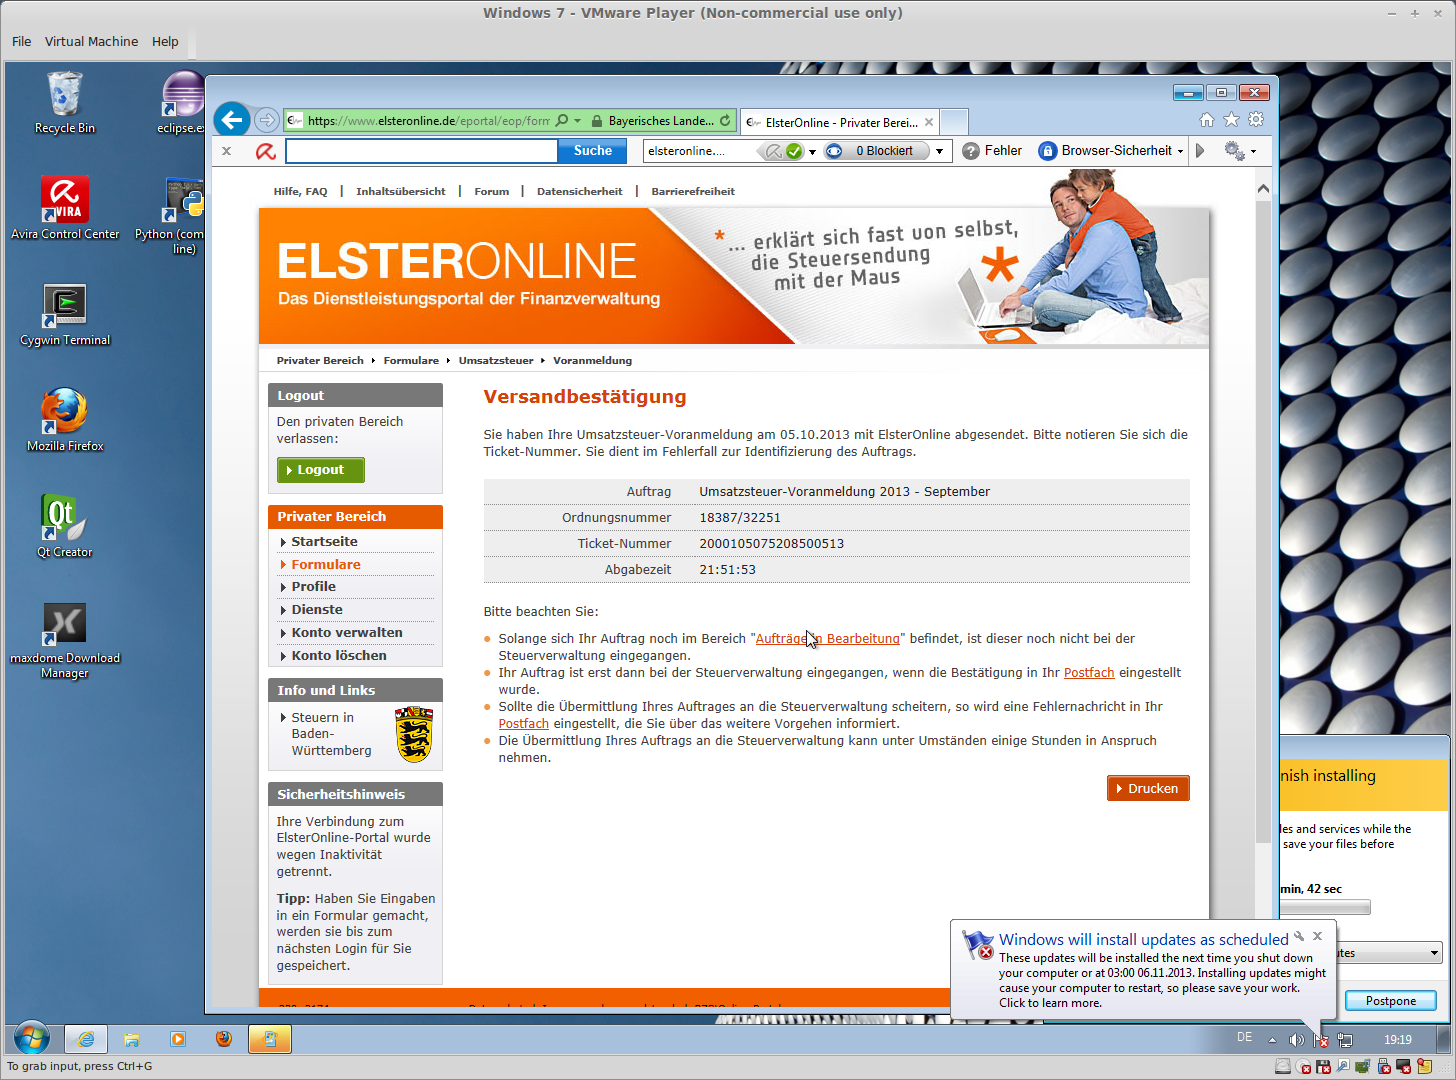 Windows 7 - VMware Player (Non-commercial use only)
File Virtual Machine Help
Recycle Bin
eclipse.ex
Avira Control Center
Python (com
line)
Cygwin Terminal
Mozilla Firefox
Qt Creator
maxdome Download
Manager
https://www.elsteronline.de/eportal/eop/form
Bayerisches Lande...
ElsterOnline - Privater Berei...
Suche
elsteronline....
0 Blockiert
Fehler
Browser-Sicherheit
Hilfe, FAQ | Inhaltsübersicht | Forum | Datensicherheit | Barrierefreiheit
ELSTERONLINE
Das Dienstleistungsportal der Finanzverwaltung
*... erklärt sich fast von selbst,
die Steuersendung
mit der Maus
Privater Bereich Formulare Umsatzsteuer Voranmeldung
Logout
Den privaten Bereich
verlassen:
Logout
Privater Bereich
Startseite
Formulare
Profile
Dienste
Konto verwalten
Konto löschen
Info und Links
Steuern in
Baden-
Württemberg
Sicherheitshinweis
Ihre Verbindung zum
ElsterOnline-Portal wurde
wegen Inaktivität
getrennt.
Tipp: Haben Sie Eingaben
in ein Formular gemacht,
werden sie bis zum
nächsten Login für Sie
gespeichert.
Versandbestätigung
Sie haben Ihre Umsatzsteuer-Voranmeldung am 05.10.2013 mit ElsterOnline abgesendet. Bitte notieren Sie sich die
Ticket-Nummer. Sie dient im Fehlerfall zur Identifizierung des Auftrags.
Auftrag Umsatzsteuer-Voranmeldung 2013 - September
Ordnungsnummer 18387/32251
Ticket-Nummer 2000105075208500513
Abgabezeit 21:51:53
Bitte beachten Sie:
Solange sich Ihr Auftrag noch im Bereich "Aufträge in Bearbeitung" befindet, ist dieser noch nicht bei der
Steuerverwaltung eingegangen.
Ihr Auftrag ist erst dann bei der Steuerverwaltung eingegangen, wenn die Bestätigung in Ihr Postfach eingestellt
wurde.
Sollte die Übermittlung Ihres Auftrages an die Steuerverwaltung scheitern, so wird eine Fehlernachricht in Ihr
Postfach eingestellt, die Sie über das weitere Vorgehen informiert.
Die Übermittlung Ihres Auftrags an die Steuerverwaltung kann unter Umständen einige Stunden in Anspruch
nehmen.
Drucken
nish installing
les and services while the
save your files before
min, 42 sec
utes
Postpone
Windows will install updates as scheduled
These updates will be installed the next time you shut down
your computer or at 03:00 06.11.2013. Installing updates might
cause your computer to restart, so please save your work.
Click to learn more.
DE
19:19
To grab input, press Ctrl+G